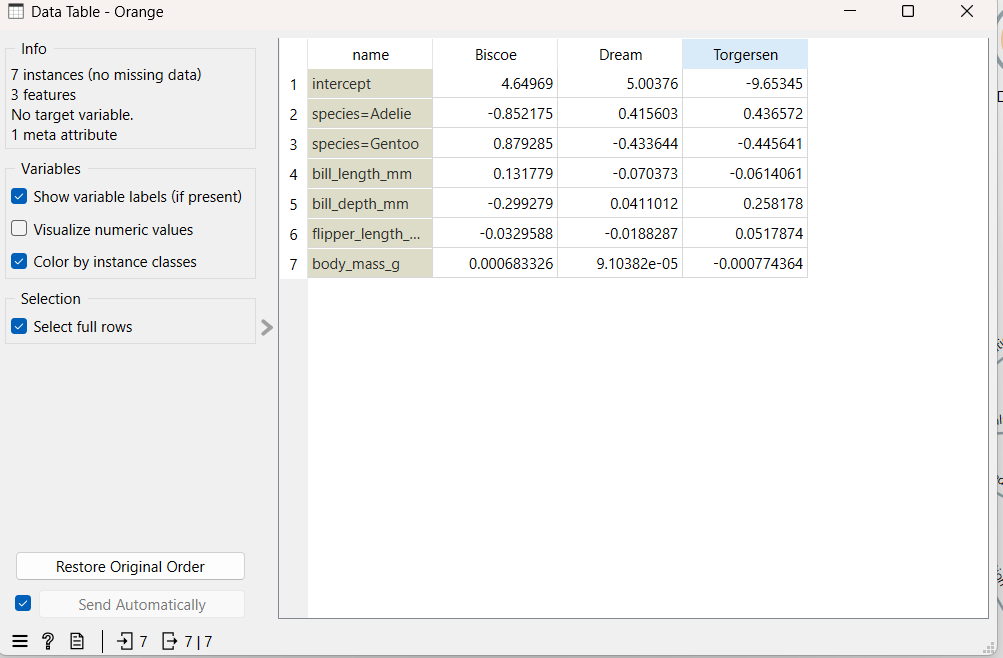 Data Table - Orange
Info
7 instances (no missing data)
3 features
No target variable.
1 meta attribute
Variables
Show variable labels (if present)
Visualize numeric values
Color by instance classes
Selection
Select full rows
Restore Original Order
Send Automatically
7 7 | 7
name Biscoe Dream Torgersen
1 intercept 4.64969 5.00376 -9.65345
2 species=Adelie -0.852175 0.415603 0.436572
3 species=Gentoo 0.879285 -0.433644 -0.445641
4 bill_length_mm 0.131779 -0.070373 -0.0614061
5 bill_depth_mm -0.299279 0.0411012 0.258178
6 flipper_length_... -0.0329588 -0.0188287 0.0517874
7 body_mass_g 0.000683326 9.10382e-05 -0.000774364